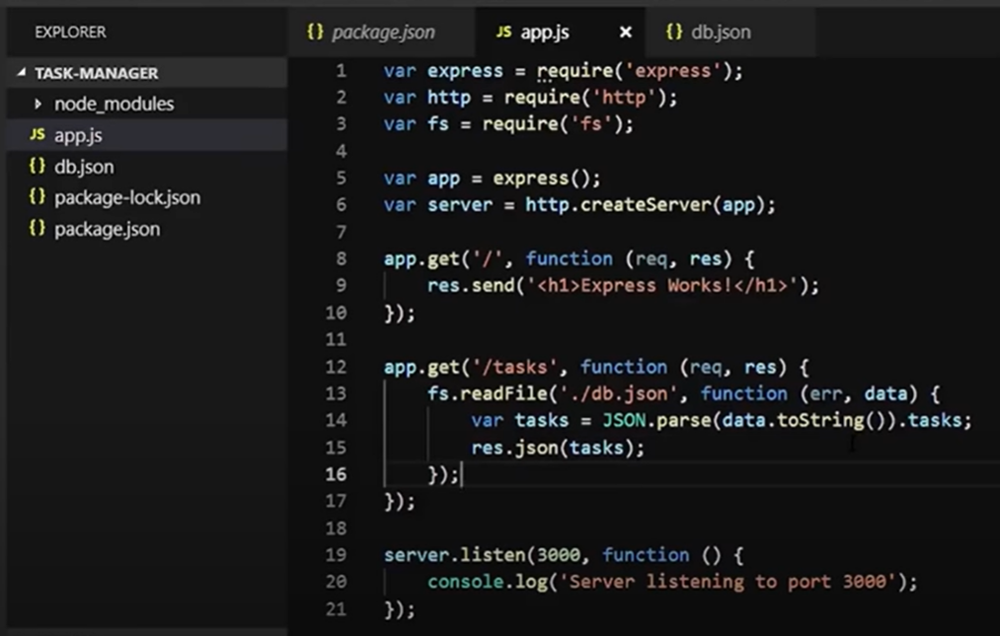 EXPLORER
{} package.json JS app.js × {} db.json
TASK-MANAGER
node_modules
JS app.js
{} db.json
{} package-lock.json
{} package.json
1 var express = require('express');
2 var http = require('http');
3 var fs = require('fs');
4
5 var app = express();
6 var server = http.createServer(app);
7
8 app.get('/', function (req, res) {
9     res.send('<h1>Express Works!</h1>');
10 });
11
12 app.get('/tasks', function (req, res) {
13     fs.readFile('./db.json', function (err, data) {
14         var tasks = JSON.parse(data.toString()).tasks;
15         res.json(tasks);
16     });
17 });
18
19 server.listen(3000, function () {
20     console.log('Server listening to port 3000');
21 });